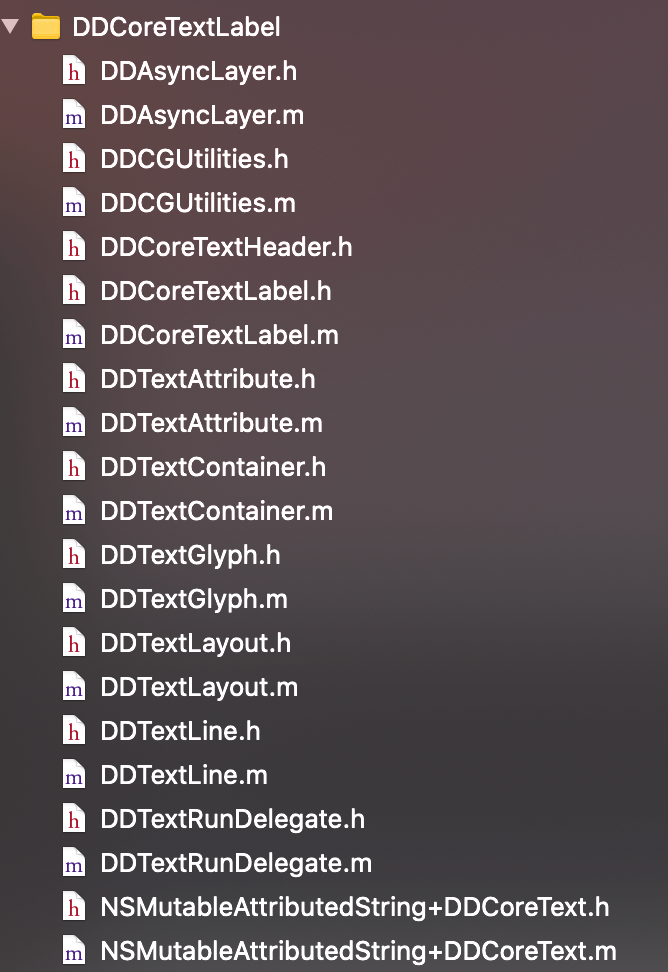 DDCoreTextLabel
h DDAsyncLayer.h
m DDAsyncLayer.m
h DDCGUtilities.h
m DDCGUtilities.m
h DDCoreTextHeader.h
h DDCoreTextLabel.h
m DDCoreTextLabel.m
h DDTextAttribute.h
m DDTextAttribute.m
h DDTextContainer.h
m DDTextContainer.m
h DDTextGlyph.h
m DDTextGlyph.m
h DDTextLayout.h
m DDTextLayout.m
h DDTextLine.h
m DDTextLine.m
h DDTextRunDelegate.h
m DDTextRunDelegate.m
h NSMutableAttributedString+DDCoreText.h
m NSMutableAttributedString+DDCoreText.m